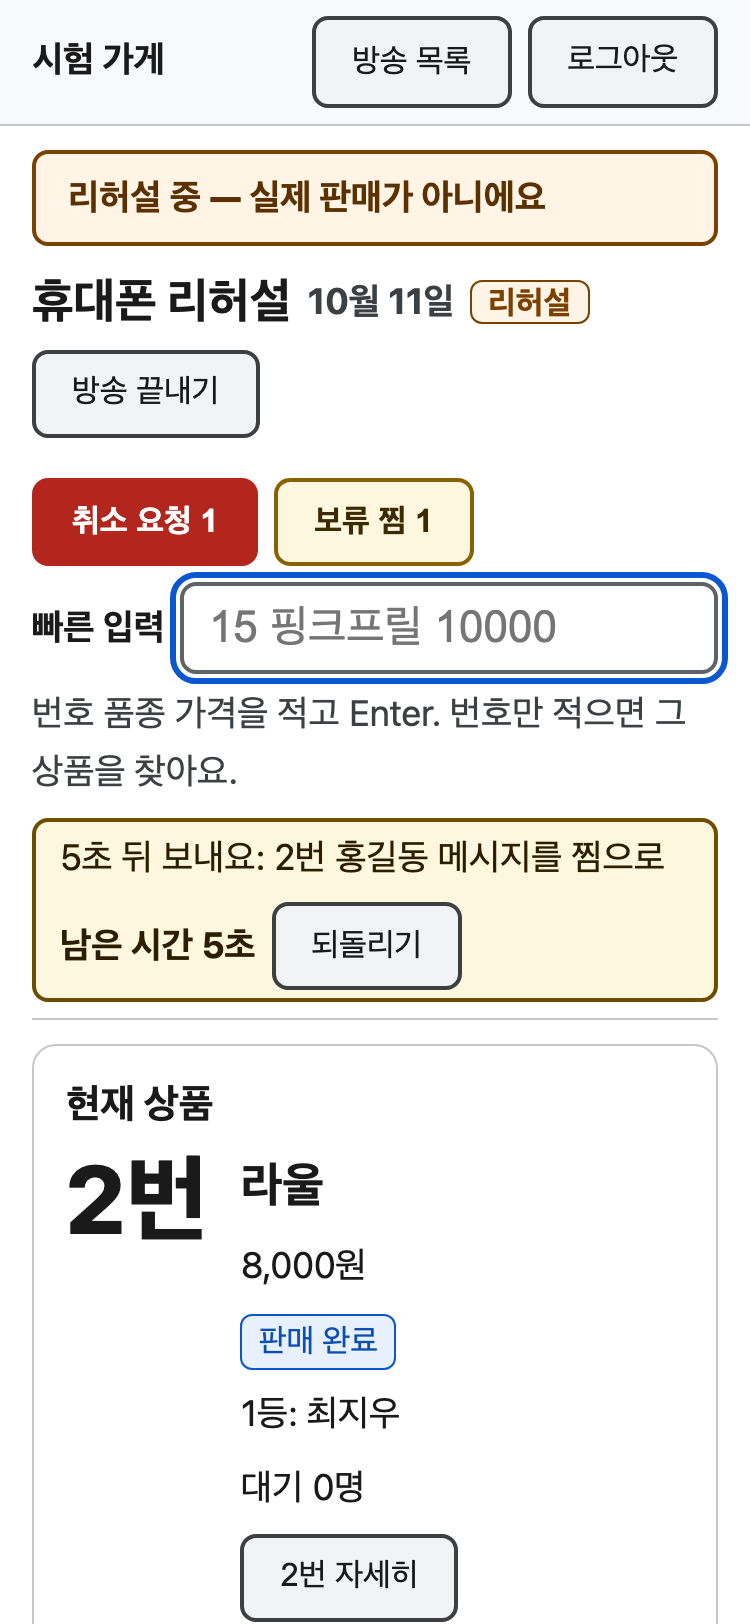 시험 가게
방송 목록
로그아웃
리허설 중 — 실제 판매가 아니에요
휴대폰 리허설 10월 11일 리허설
방송 끝내기
취소 요청 1
보류 찜 1
빠른 입력
15 핑크프릴 10000
번호 품종 가격을 적고 Enter. 번호만 적으면 그
상품을 찾아요.
5초 뒤 보내요: 2번 홍길동 메시지를 찜으로
남은 시간 5초
되돌리기
현재 상품
2번
라울
8,000원
판매 완료
1등: 최지우
대기 0명
2번 자세히